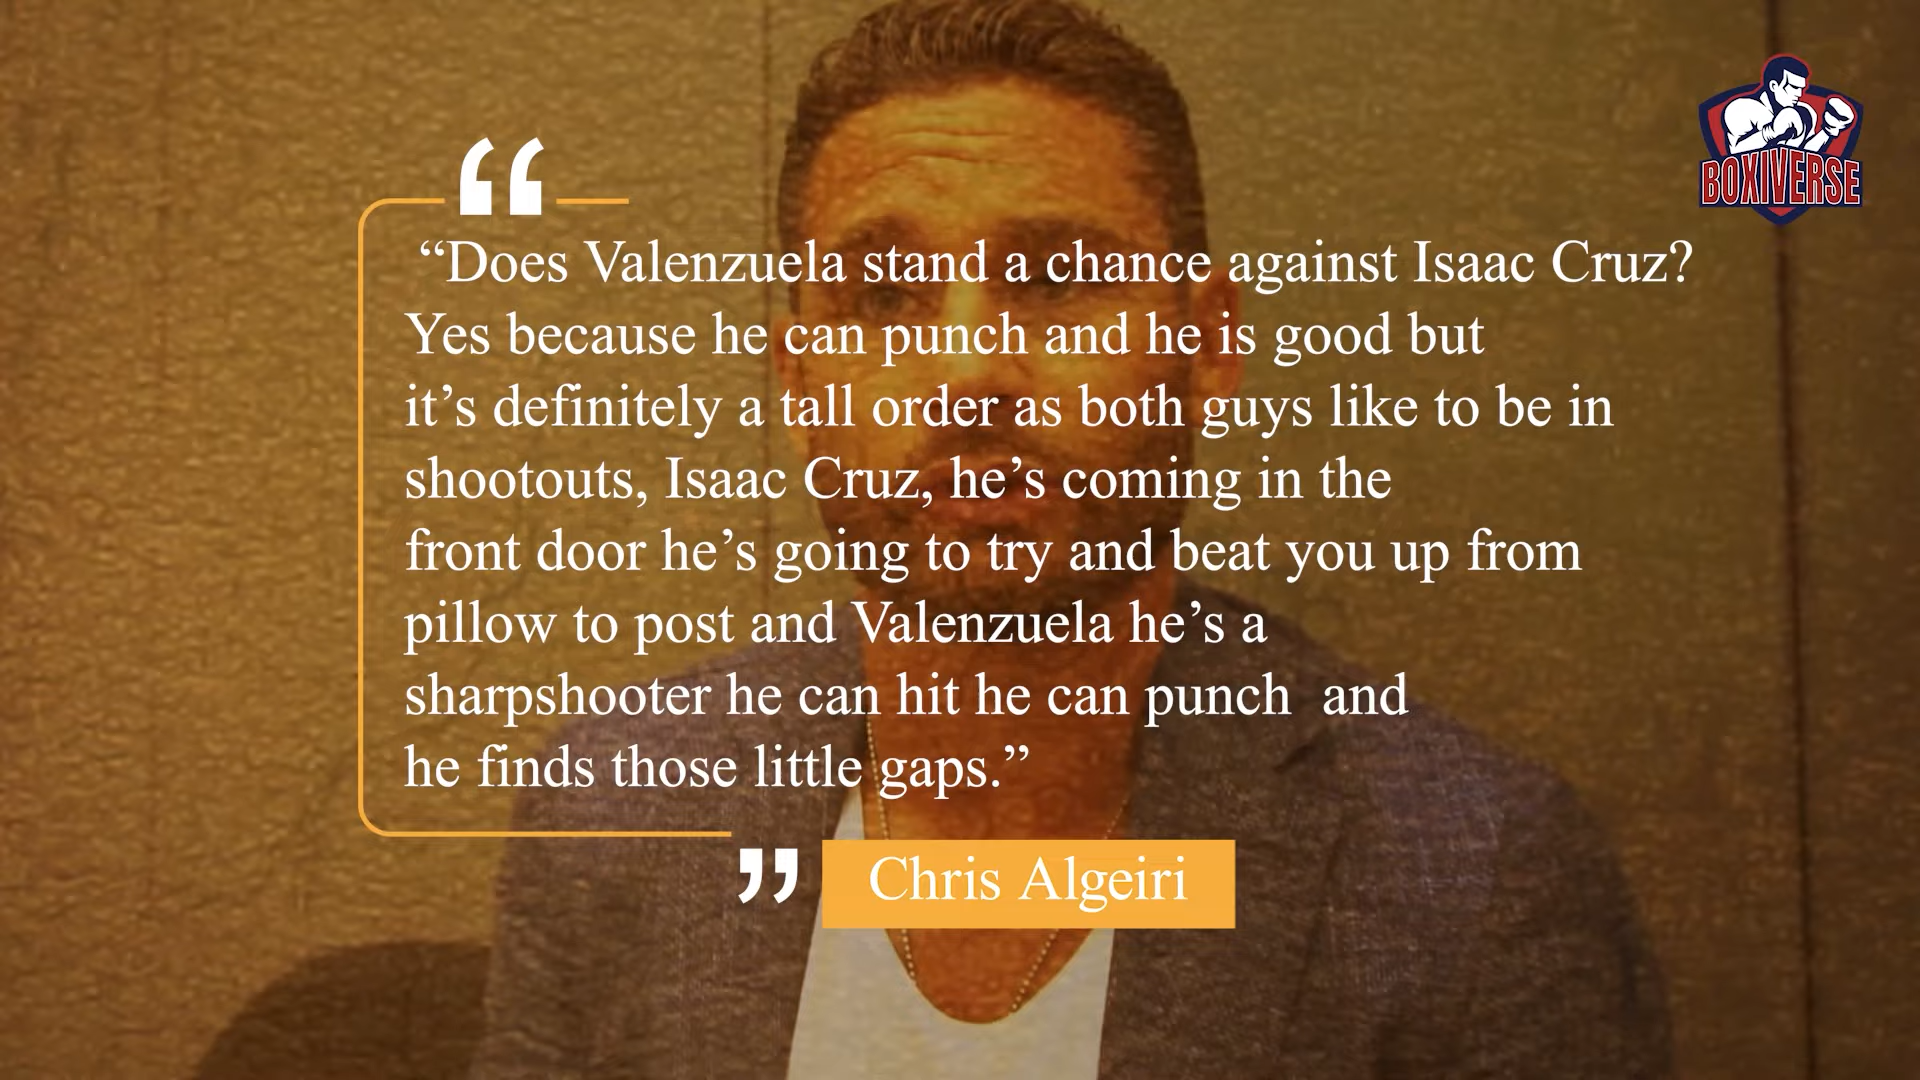 BOXIVERSE
“Does Valenzuela stand a chance against Isaac Cruz?
Yes because he can punch and he is good but
it’s definitely a tall order as both guys like to be in
shootouts, Isaac Cruz, he’s coming in the
front door he’s going to try and beat you up from
pillow to post and Valenzuela he’s a
sharpshooter he can hit he can punch  and
he finds those little gaps.”
Chris Algeiri